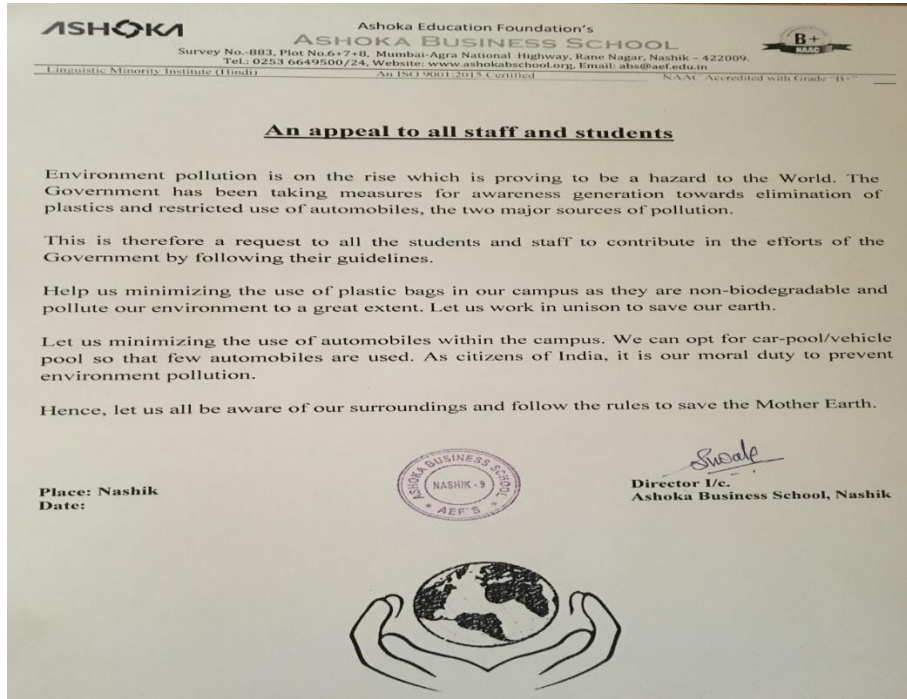 ASHOKA
Ashoka Education Foundation's
ASHOKA BUSINESS SCHOOL
B+
NAAC
Survey No.-883, Plot No.6+7+8, Mumbai-Agra National Highway, Rane Nagar, Nashik - 422009.
Tel.: 0253 6649500/24, Website: www.ashokabschool.org, Email: abs@aef.edu.in
Linguistic Minority Institute (Hindi) An ISO 9001:2015 Certified NAAC Accredited with Grade "B+"
An appeal to all staff and students
Environment pollution is on the rise which is proving to be a hazard to the World. The
Government has been taking measures for awareness generation towards elimination of
plastics and restricted use of automobiles, the two major sources of pollution.
This is therefore a request to all the students and staff to contribute in the efforts of the
Government by following their guidelines.
Help us minimizing the use of plastic bags in our campus as they are non-biodegradable and
pollute our environment to a great extent. Let us work in unison to save our earth.
Let us minimizing the use of automobiles within the campus. We can opt for car-pool/vehicle
pool so that few automobiles are used. As citizens of India, it is our moral duty to prevent
environment pollution.
Hence, let us all be aware of our surroundings and follow the rules to save the Mother Earth.
ASHOKA BUSINESS SCHOOL
NASHIK - 9
* AEF'S *
Place: Nashik
Date:
Director I/c.
Ashoka Business School, Nashik